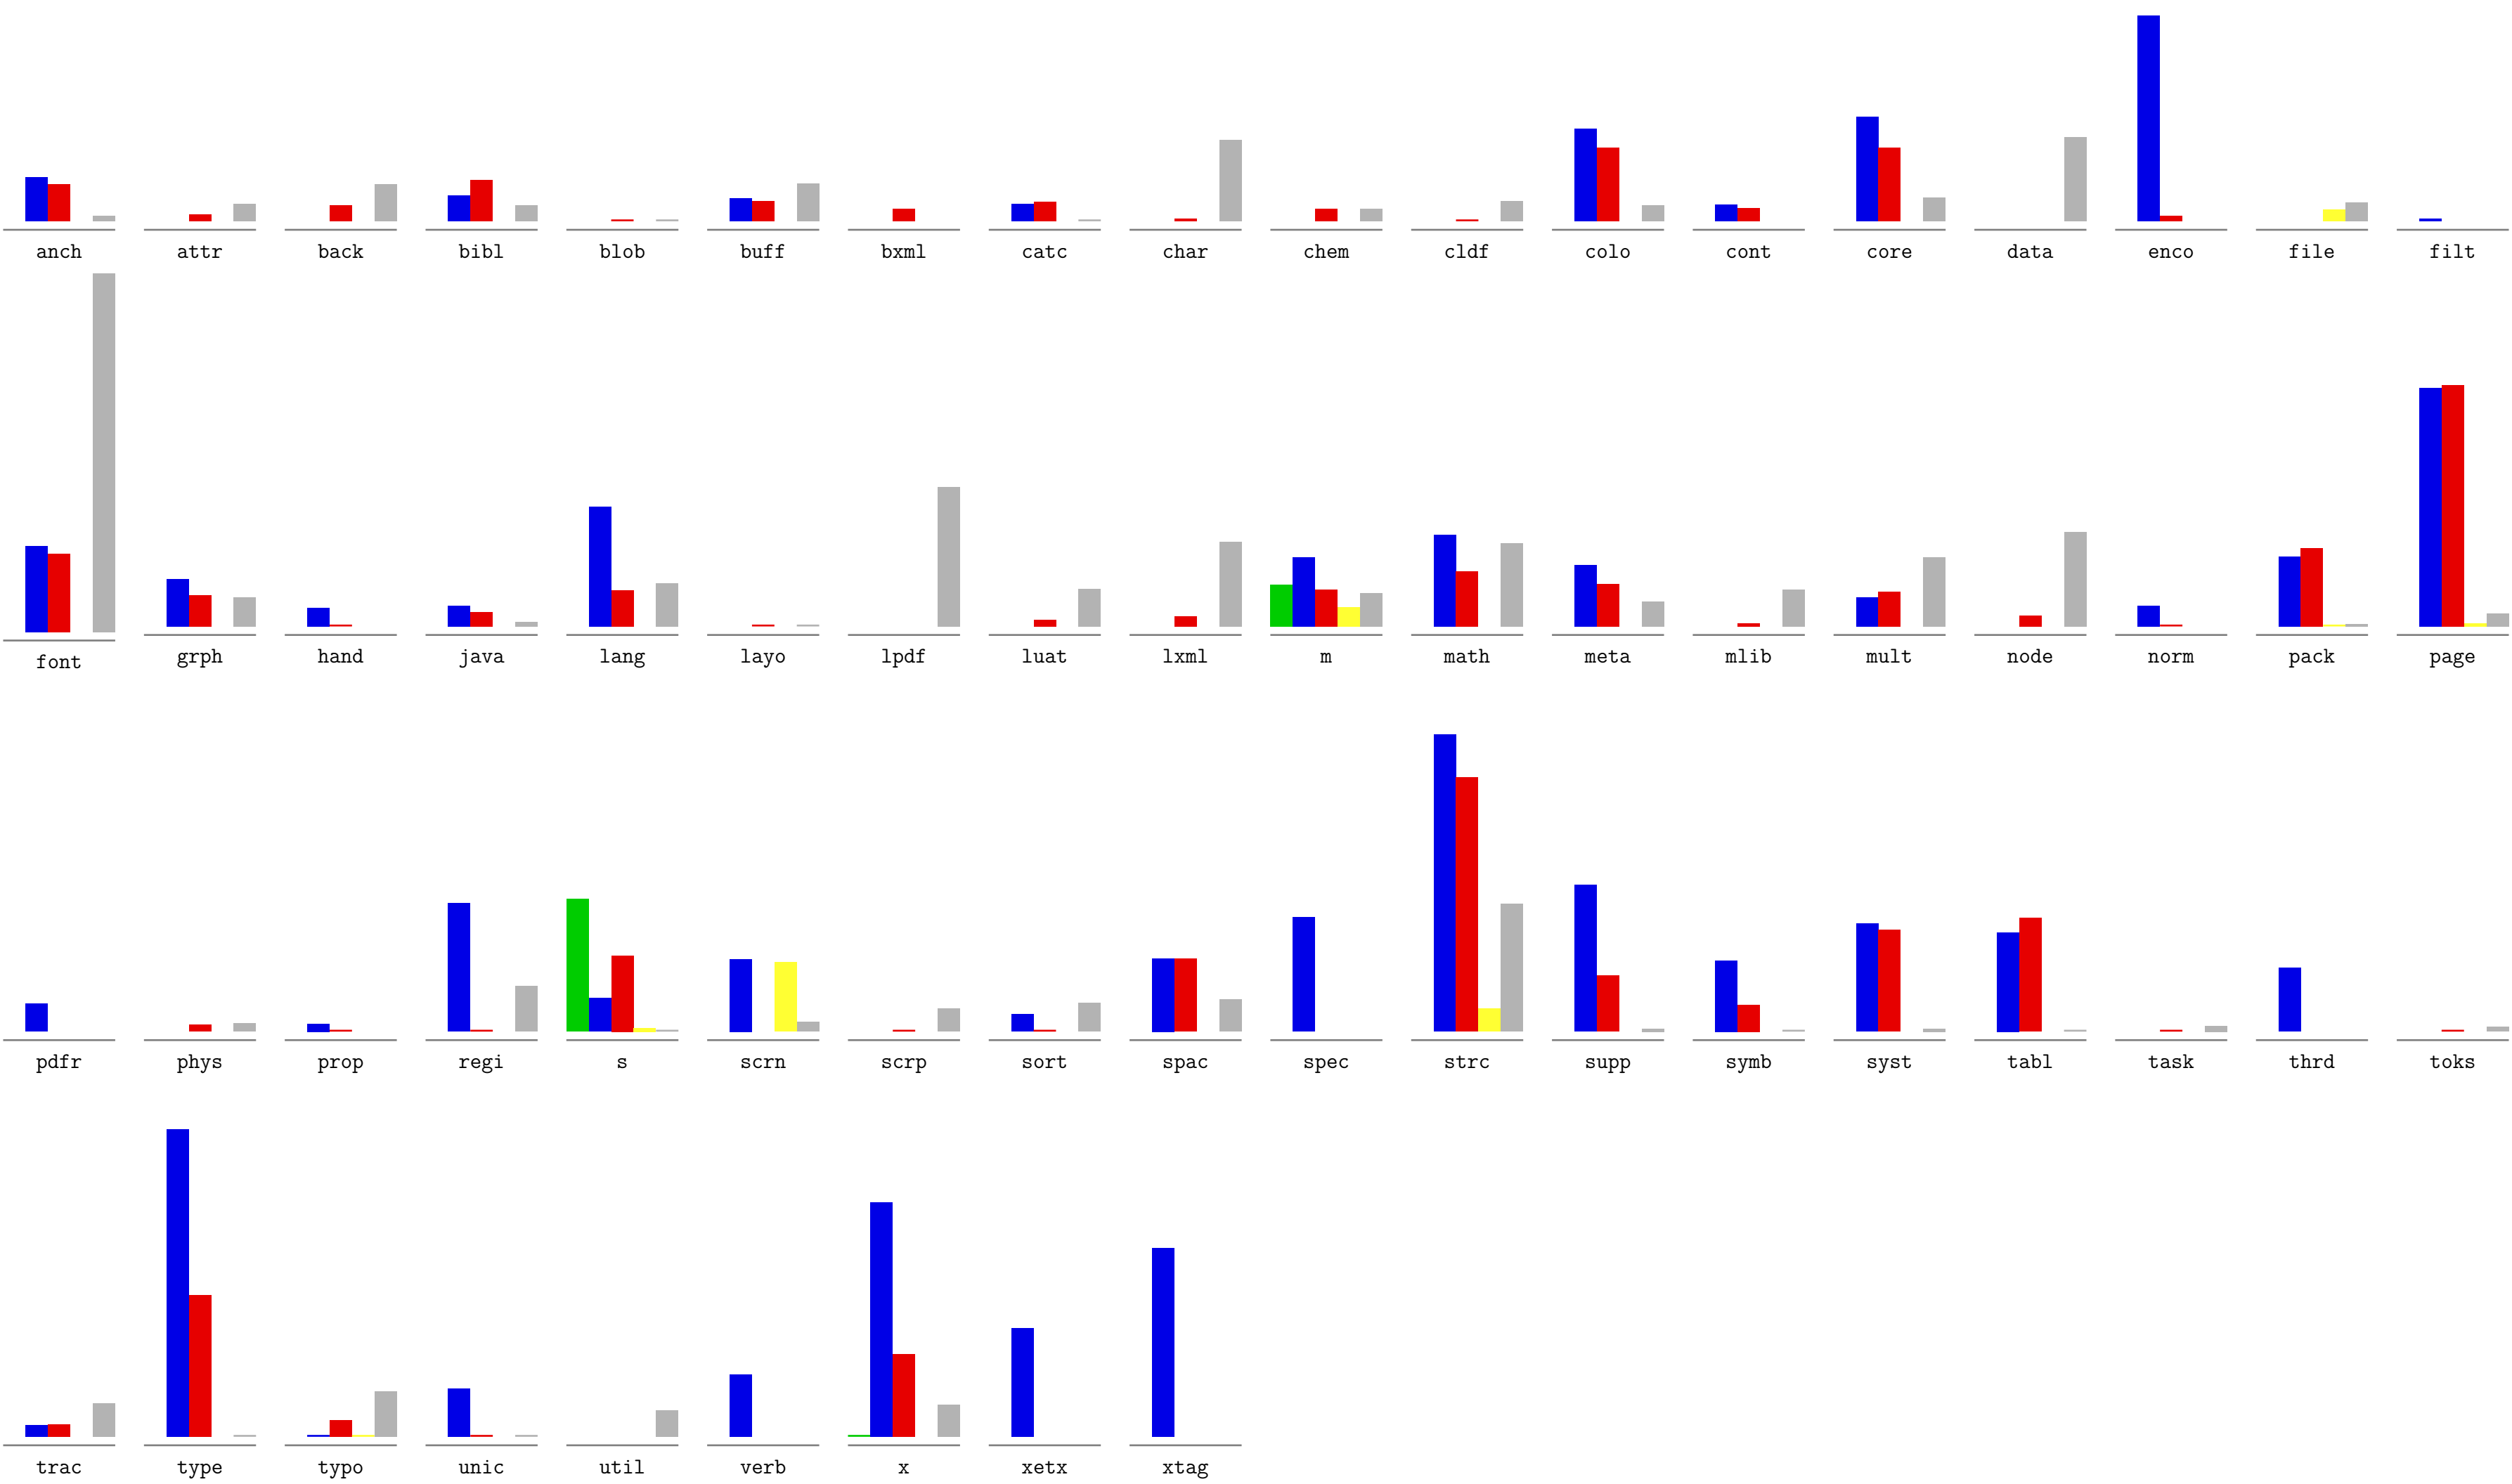 anch attr back bibl blob buff bxml catc char chem cldf colo cont core data enco file filt
font grph hand java lang layo lpdf luat lxml m math meta mlib mult node norm pack page
pdfr phys prop regi s scrn scrp sort spac spec strc supp symb syst tabl task thrd toks
trac type typo unic util verb x xetx xtag